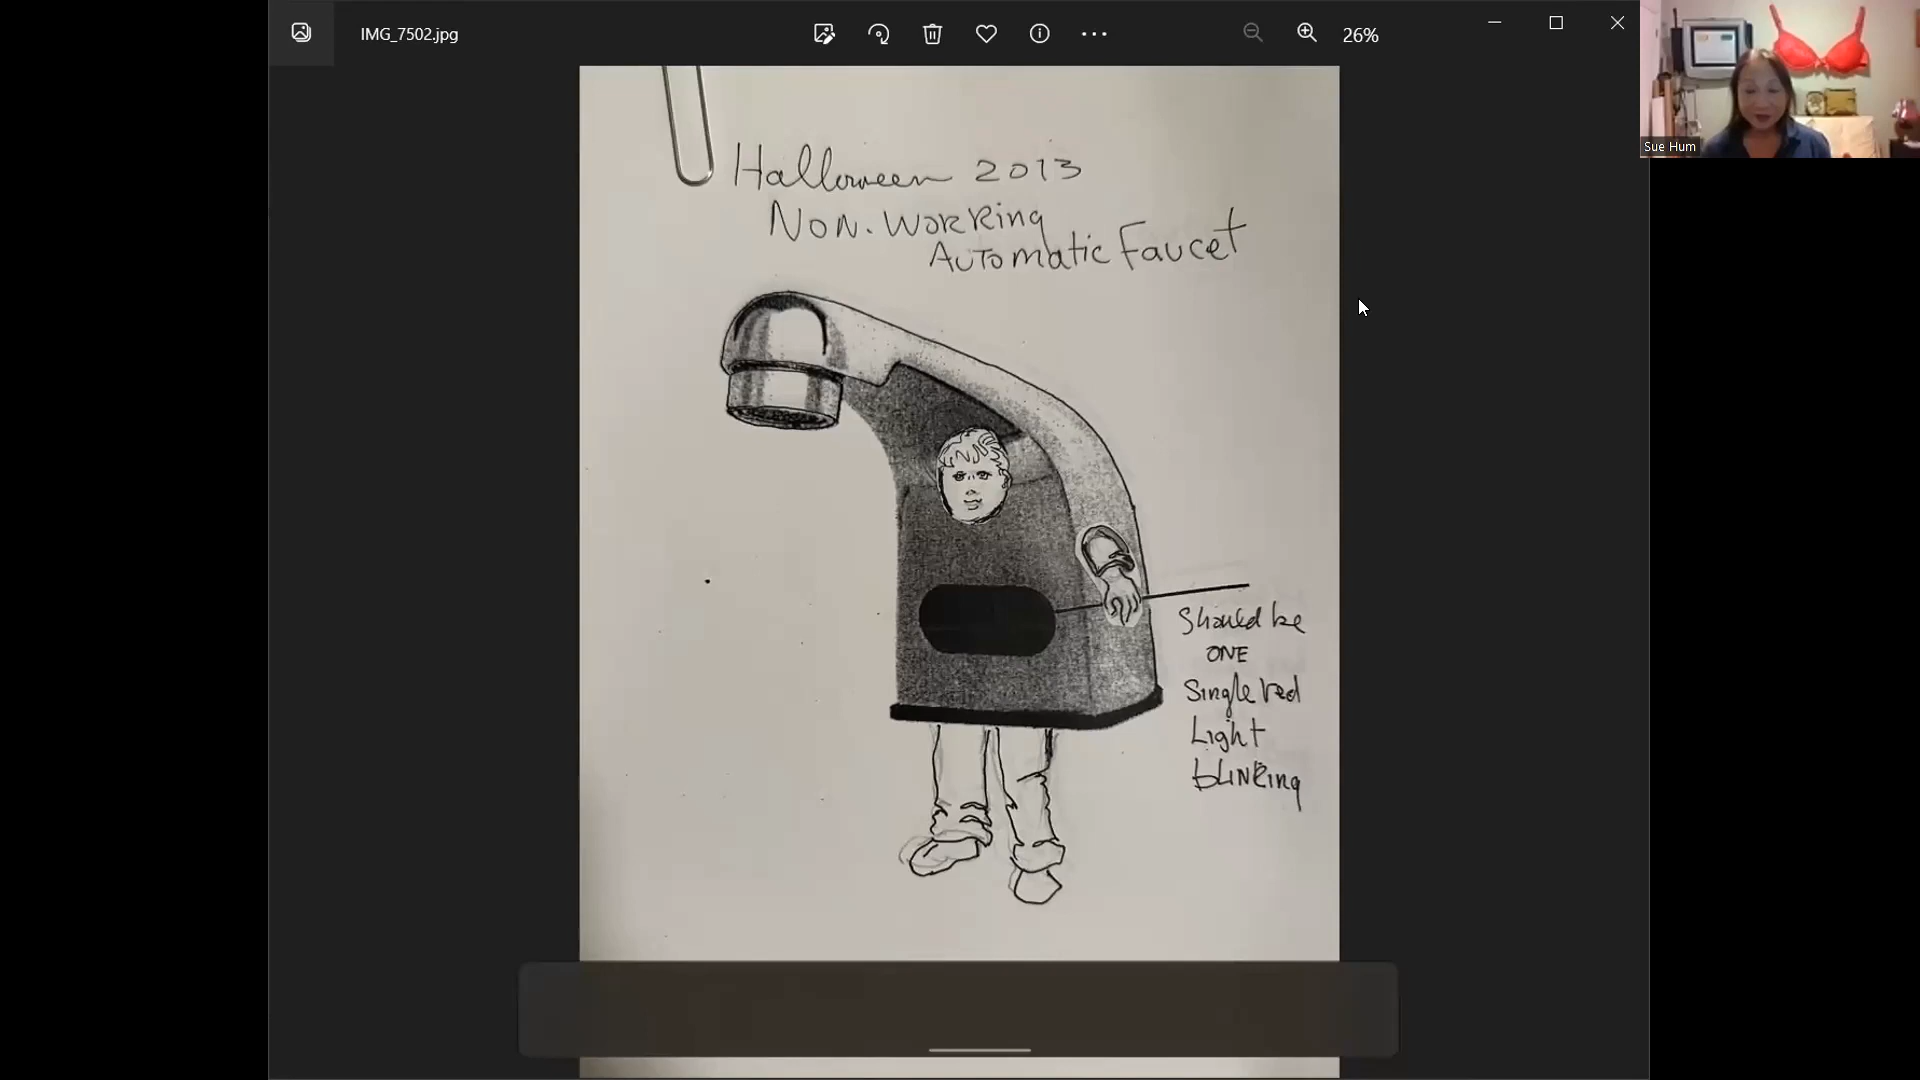 IMG_7502.jpg
26%
Sue Hum
Halloween 2013
Non-Working
Automatic Faucet
Should be
ONE
Single red
Light
blinking